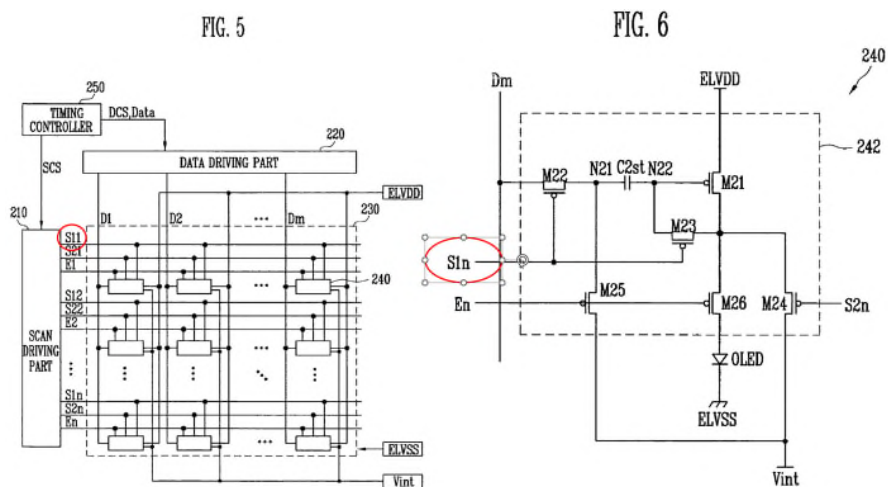 FIG. 5
250
TIMING
CONTROLLER
DCS,Data
SCS
220
DATA DRIVING PART
ELVDD
210
D1
D2
Dm
230
S11
S21
E1
240
S12
S22
E2
SCAN
DRIVING
PART
S1n
S2n
En
ELVSS
Vint
FIG. 6
240
Dm
ELVDD
242
M22
N21
C2st
N22
M21
M23
S1n
M25
En
M26
M24
S2n
OLED
ELVSS
Vint